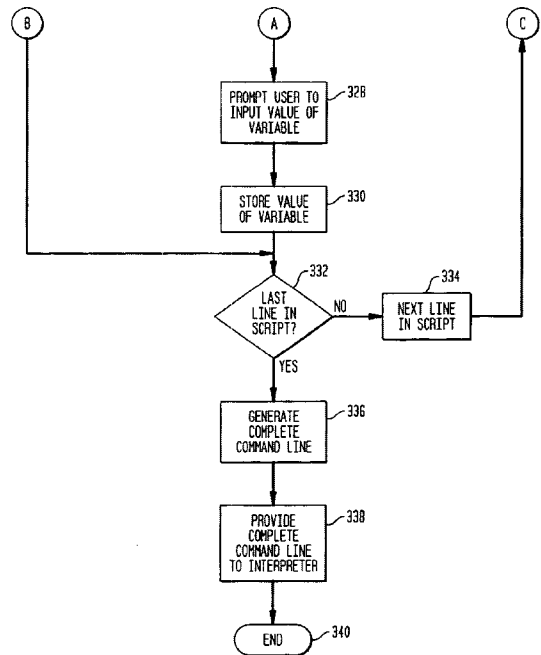 B
A
C
PROMPT USER TO
INPUT VALUE OF
VARIABLE
328
STORE VALUE
OF VARIABLE
330
332
LAST
LINE IN
SCRIPT?
NO
334
NEXT LINE
IN SCRIPT
YES
GENERATE
COMPLETE
COMMAND LINE
336
PROVIDE
COMPLETE
COMMAND LINE
TO INTERPRETER
338
END
340